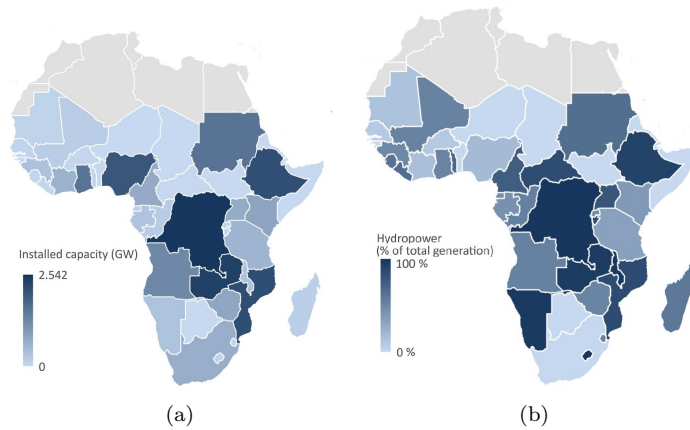 Installed capacity (GW)
2.542
0
Hydropower
(% of total generation)
100 %
0 %
(a)
(b)